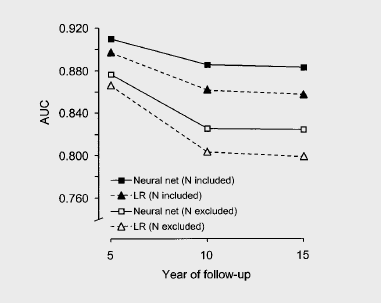 0.920
0.880
0.840
0.800
0.760
AUC
Neural net (N included)
LR (N included)
Neural net (N excluded)
LR (N excluded)
5 10 15
Year of follow-up